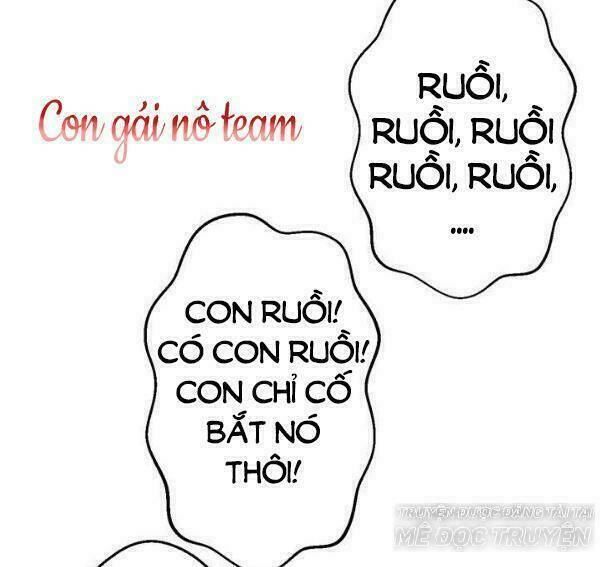 Con gái nô team
RUỒI,
RUỒI, RUỒI
RUỒI, RUỒI,
....
CON RUỒI!
CÓ CON RUỒI!
CON CHỈ CỐ
BẮT NÓ
THÔI!
TRUYỆN ĐƯỢC ĐĂNG TẢI TẠI
MÊ ĐỌC TRUYỆN